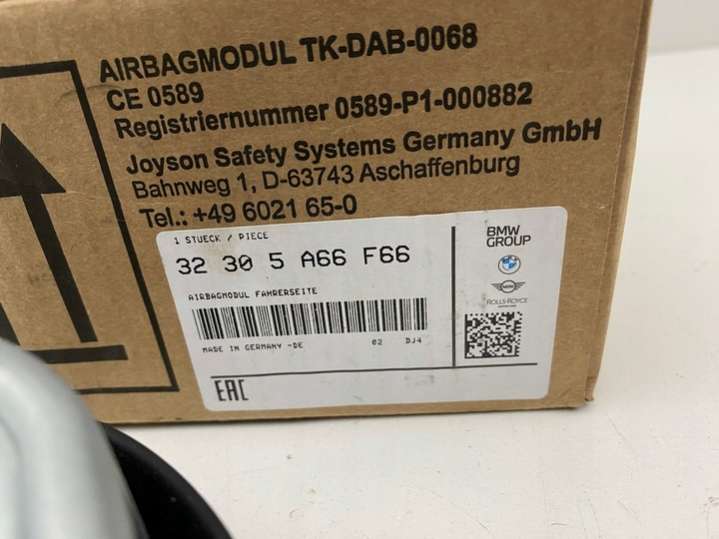 AIRBAGMODUL TK-DAB-0068
CE 0589
Registriernummer 0589-P1-000882
Joyson Safety Systems Germany GmbH
Bahnweg 1, D-63743 Aschaffenburg
Tel.: +49 6021 65-0
1 STUECK / PIECE
32 30 5 A66 F66
AIRBAGMODUL FAHRERSEITE
MADE IN GERMANY -DE 02 DJ4
EAC
BMW
GROUP
MINI
ROLLS-ROYCE